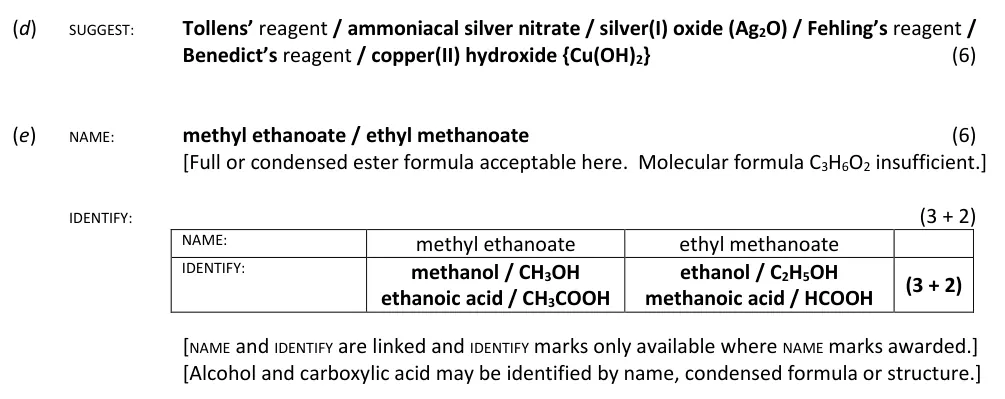 (d) SUGGEST: Tollens’ reagent / ammoniacal silver nitrate / silver(I) oxide (Ag₂O) / Fehling’s reagent /
Benedict’s reagent / copper(II) hydroxide {Cu(OH)₂} (6)
(e) NAME: methyl ethanoate / ethyl methanoate (6)
[Full or condensed ester formula acceptable here. Molecular formula C₃H₆O₂ insufficient.]
IDENTIFY: (3 + 2)
NAME: methyl ethanoate ethyl methanoate
IDENTIFY: methanol / CH₃OH ethanol / C₂H₅OH (3 + 2)
ethanoic acid / CH₃COOH methanoic acid / HCOOH
[NAME and IDENTIFY are linked and IDENTIFY marks only available where NAME marks awarded.]
[Alcohol and carboxylic acid may be identified by name, condensed formula or structure.]